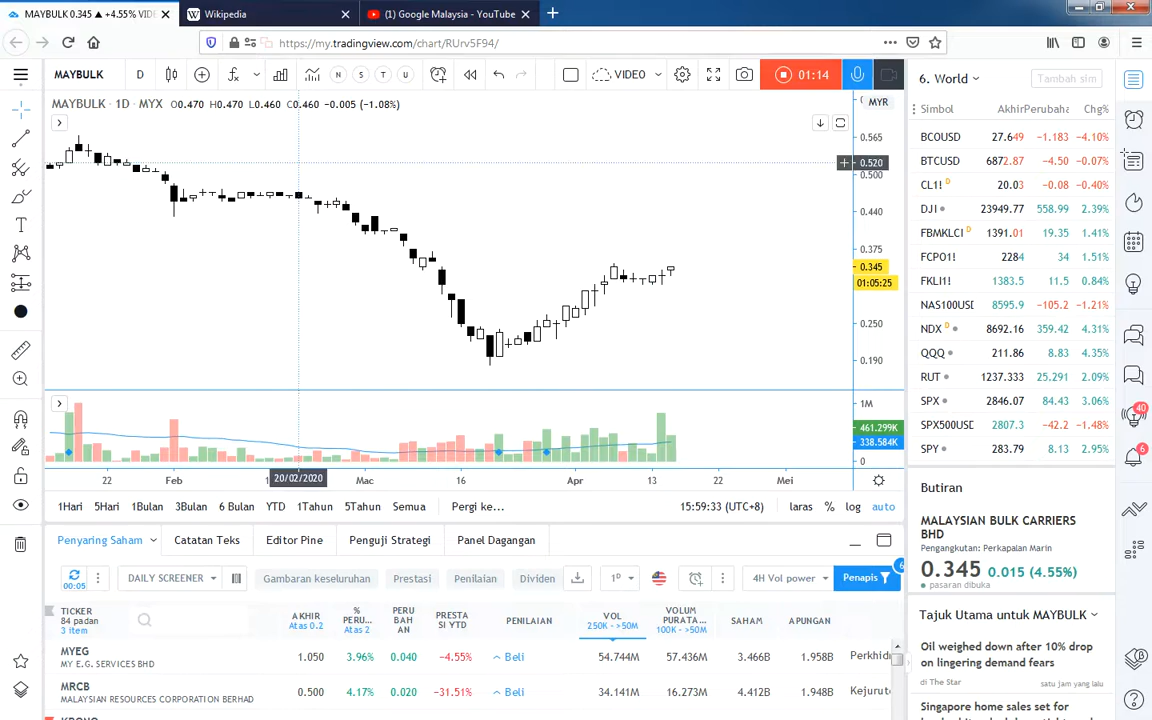 MAYBULK 0.345 ▲ +4.55% VIDE
Wikipedia
(1) Google Malaysia - YouTube
https://my.tradingview.com/chart/RUrv5F94/
MAYBULK D VIDEO 01:14
N S T U
6. World Tambah sim
MAYBULK · 1D · MYX O0.470 H0.470 L0.460 C0.460 -0.005 (-1.08%)
MYR
0.565
0.520
0.500
0.440
0.375
0.345
01:05:25
0.250
0.190
1M
461.299K
338.584K
0
22 Feb 20/02/2020 Mac 16 Apr 13 22 Mei
1Hari 5Hari 1Bulan 3Bulan 6 Bulan YTD 1Tahun 5Tahun Semua Pergi ke...
15:59:33 (UTC+8) laras % log auto
Simbol Akhir Perubaha Chg%
BCOUSD 27.649 −1.183 −4.10%
BTCUSD 6872.87 −4.50 −0.07%
CL1! D 20.03 −0.08 −0.40%
DJI 23949.77 558.99 2.39%
FBMKLCI D 1391.01 19.35 1.41%
FCPO1! 2284 34 1.51%
FKLI1! 1383.5 11.5 0.84%
NAS100USD 8595.9 −105.2 −1.21%
NDX D 8692.16 359.42 4.31%
QQQ 211.86 8.83 4.35%
RUT 1237.333 25.291 2.09%
SPX 2846.07 84.43 3.06%
SPX500USD 2807.3 −42.2 −1.48%
SPY 283.79 8.13 2.95%
40
6
Butiran
MALAYSIAN BULK CARRIERS
BHD
Pengangkutan: Perkapalan Marin
0.345 0.015 (4.55%)
pasaran dibuka
Tajuk Utama untuk MAYBULK
Oil weighed down after 10% drop
on lingering demand fears
di The Star satu jam yang lalu
Singapore home sales set for
Penyaring Saham Catatan Teks Editor Pine Penguji Strategi Panel Dagangan
00:05
DAILY SCREENER Gambaran keseluruhan Prestasi Penilaian Dividen 1D 4H Vol power Penapis 6
TICKER
84 padan
3 item
AKHIR
Atas 0.2
% PERU...
Atas 2
PERU
BAH
AN
PRESTA
SI YTD
PENILAIAN
VOL
250K - >50M
VOLUM
PURATA...
100K - >50M
SAHAM
APUNGAN
MYEG 1.050 3.96% 0.040 −4.55% Beli 54.744M 57.436M 3.466B 1.958B Perkhid
MY E.G. SERVICES BHD
MRCB 0.500 4.17% 0.020 −31.51% Beli 34.141M 16.273M 4.412B 1.948B Kejurut
MALAYSIAN RESOURCES CORPORATION BERHAD